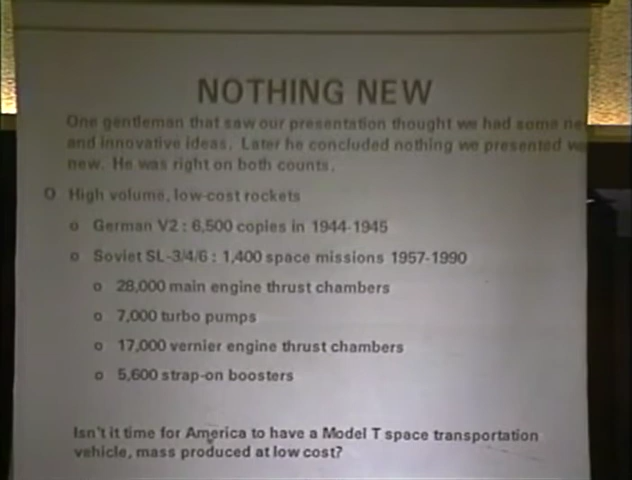 NOTHING NEW
One gentleman that saw our presentation thought we had some
and innovative ideas. Later he concluded nothing we presented
new. He was right on both counts.
O High volume, low-cost rockets
o German V2 : 6,500 copies in 1944-1945
o Soviet SL-3/4/6 : 1,400 space missions 1957-1990
o 28,000 main engine thrust chambers
o 7,000 turbo pumps
o 17,000 vernier engine thrust chambers
o 5,600 strap-on boosters
Isn't it time for America to have a Model T space transportation
vehicle, mass produced at low cost?